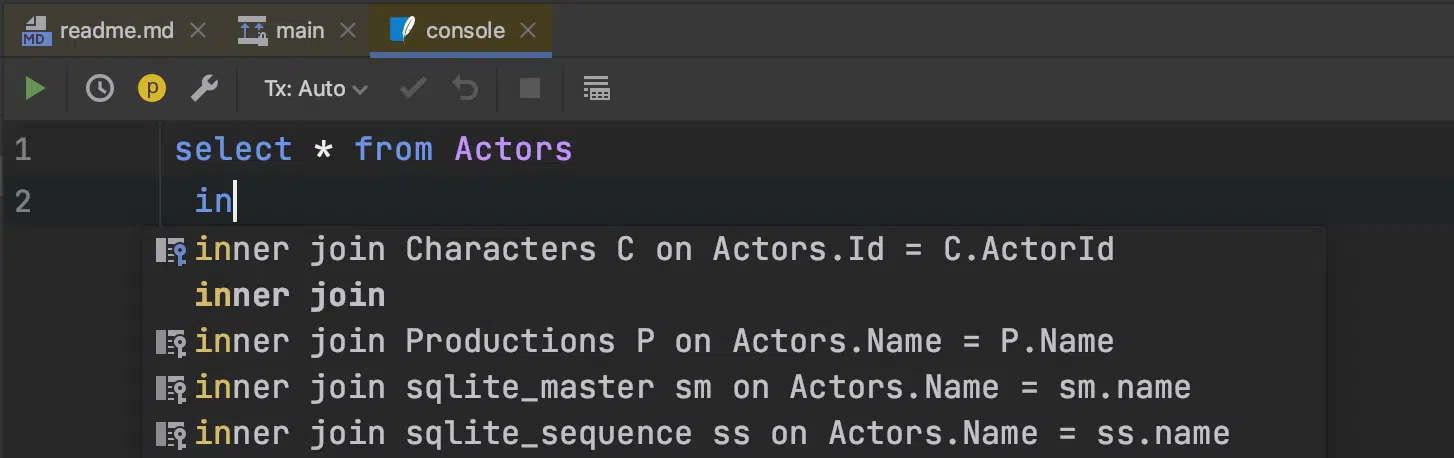 MD readme.md main console
p Tx: Auto
1 select * from Actors
2 in
inner join Characters C on Actors.Id = C.ActorId
inner join
inner join Productions P on Actors.Name = P.Name
inner join sqlite_master sm on Actors.Name = sm.name
inner join sqlite_sequence ss on Actors.Name = ss.name